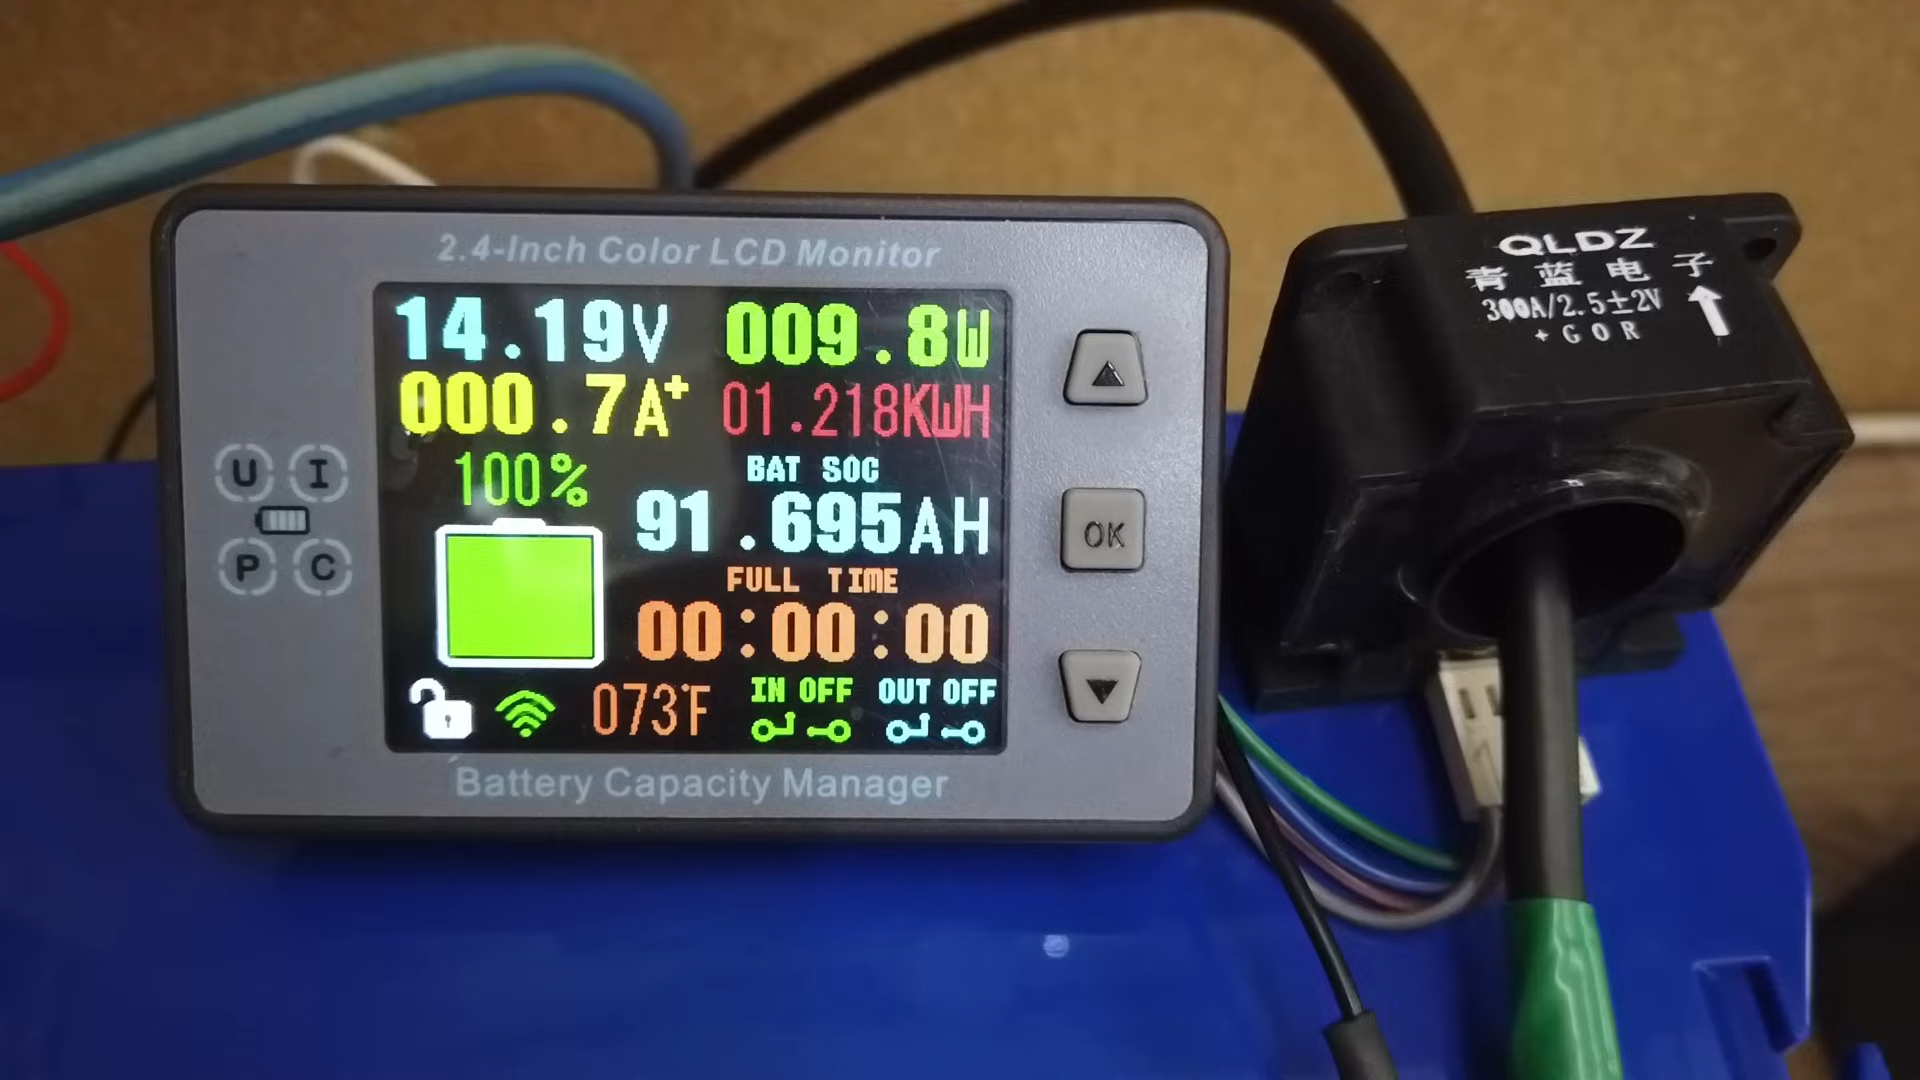 2.4-Inch Color LCD Monitor
14.19V
009.8W
000.7A+
01.218KWH
100%
BAT SOC
91.695AH
FULL TIME
00:00:00
073°F
IN OFF
OUT OFF
Battery Capacity Manager
U I
P C
OK
QLDZ
青蓝电子
300A/2.5±2V
+ G O R